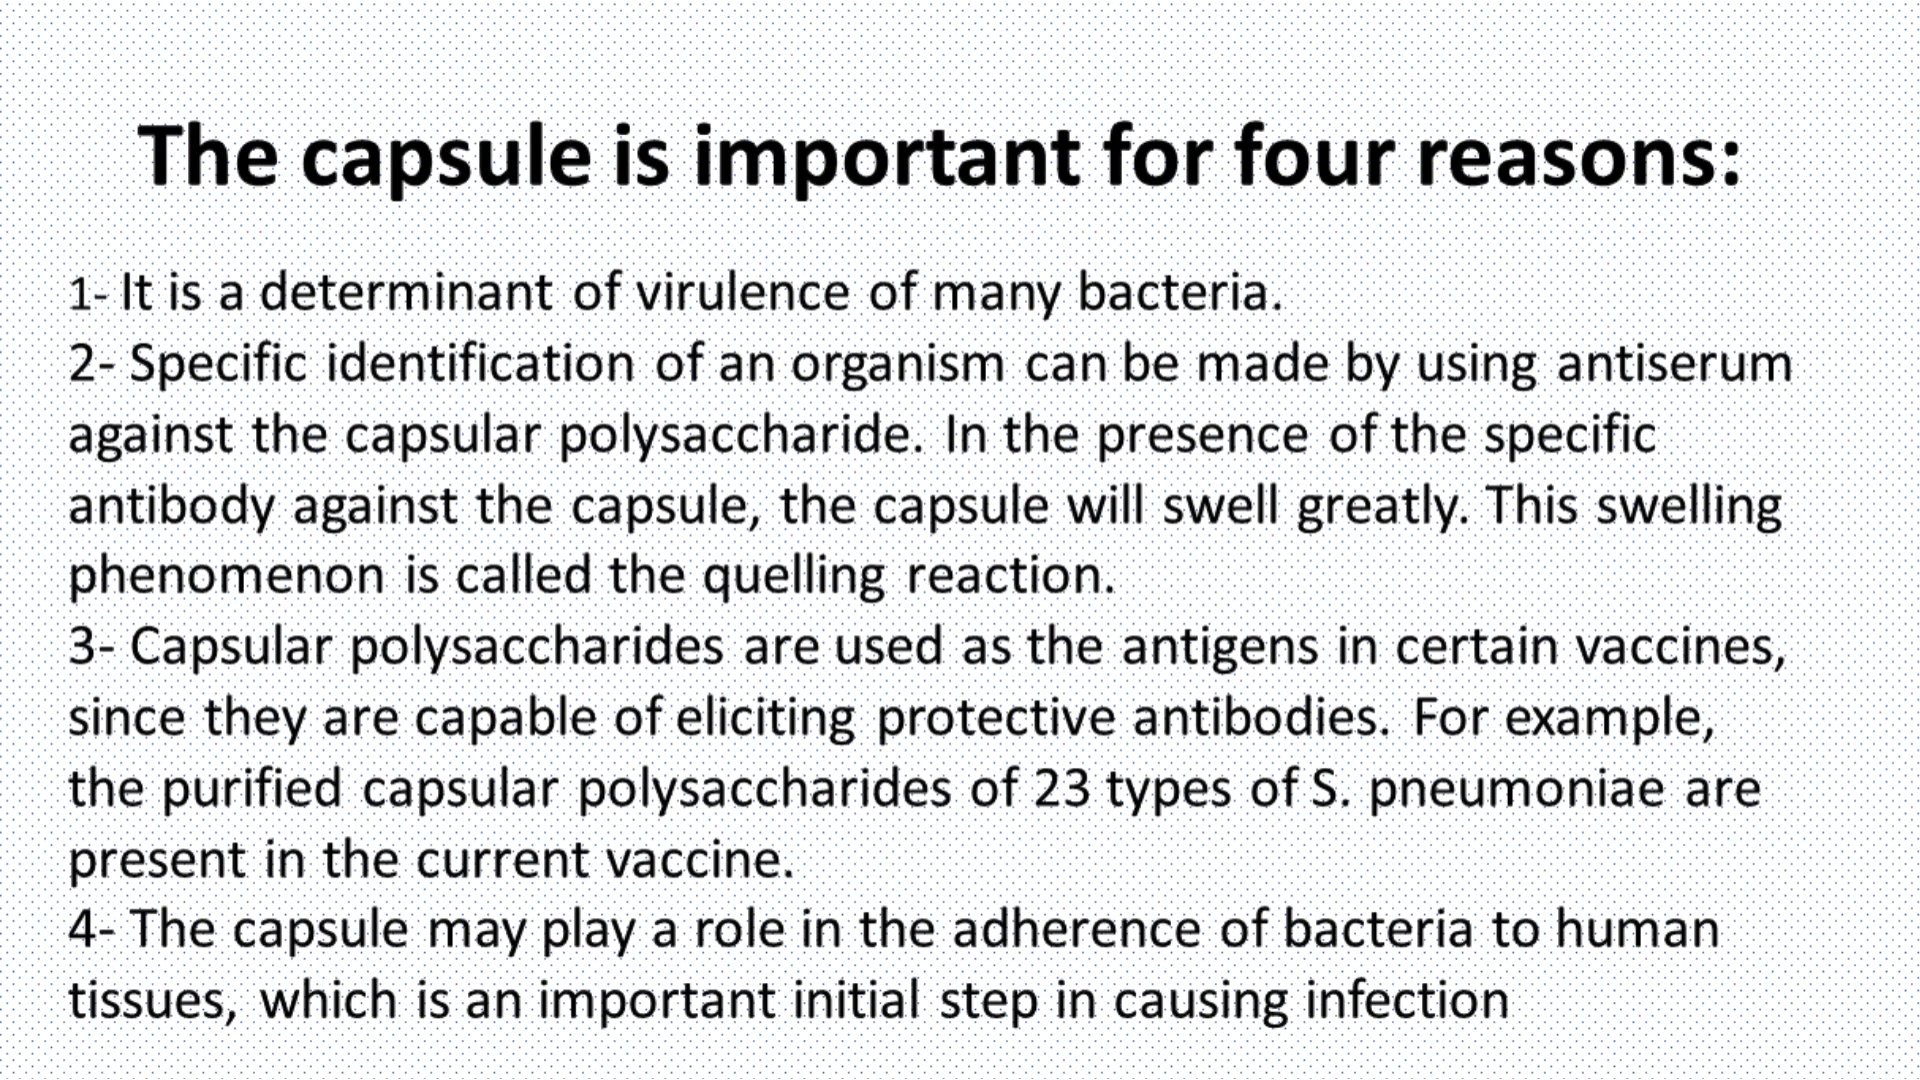 The capsule is important for four reasons:
1- It is a determinant of virulence of many bacteria.
2- Specific identification of an organism can be made by using antiserum
against the capsular polysaccharide. In the presence of the specific
antibody against the capsule, the capsule will swell greatly. This swelling
phenomenon is called the quelling reaction.
3- Capsular polysaccharides are used as the antigens in certain vaccines,
since they are capable of eliciting protective antibodies. For example,
the purified capsular polysaccharides of 23 types of S. pneumoniae are
present in the current vaccine.
4- The capsule may play a role in the adherence of bacteria to human
tissues, which is an important initial step in causing infection